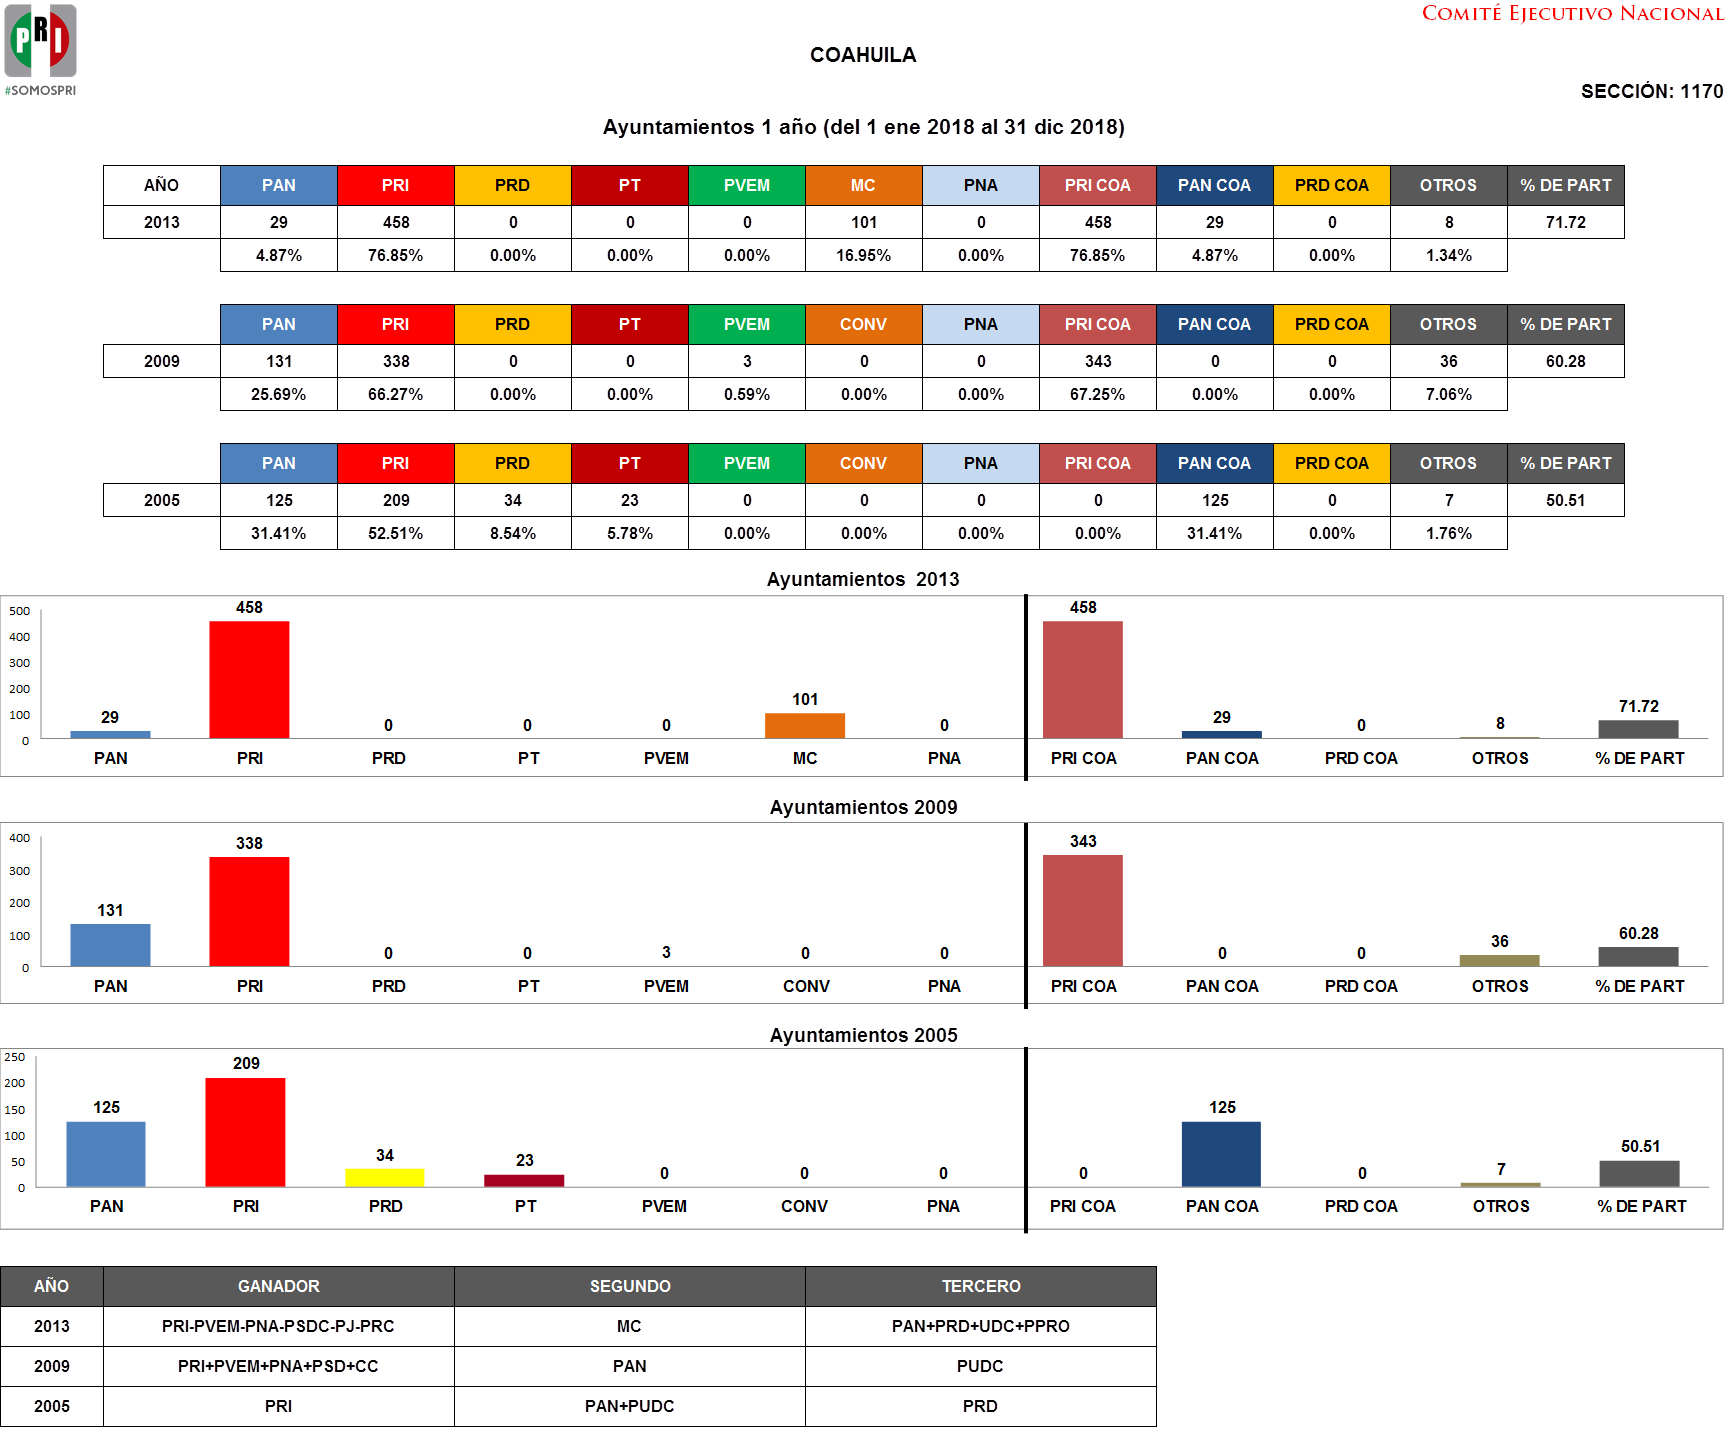 COMITÉ EJECUTIVO NACIONAL
PRI
#SOMOSPRI
COAHUILA
SECCIÓN: 1170
Ayuntamientos 1 año (del 1 ene 2018 al 31 dic 2018)
AÑO PAN PRI PRD PT PVEM MC PNA PRI COA PAN COA PRD COA OTROS % DE PART
2013 29 458 0 0 0 101 0 458 29 0 8 71.72
4.87% 76.85% 0.00% 0.00% 0.00% 16.95% 0.00% 76.85% 4.87% 0.00% 1.34%
PAN PRI PRD PT PVEM CONV PNA PRI COA PAN COA PRD COA OTROS % DE PART
2009 131 338 0 0 3 0 0 343 0 0 36 60.28
25.69% 66.27% 0.00% 0.00% 0.59% 0.00% 0.00% 67.25% 0.00% 0.00% 7.06%
PAN PRI PRD PT PVEM CONV PNA PRI COA PAN COA PRD COA OTROS % DE PART
2005 125 209 34 23 0 0 0 0 125 0 7 50.51
31.41% 52.51% 8.54% 5.78% 0.00% 0.00% 0.00% 0.00% 31.41% 0.00% 1.76%
Ayuntamientos 2013
500
400
300
200
100
0
29 458 0 0 0 101 0 458 29 0 8 71.72
PAN PRI PRD PT PVEM MC PNA PRI COA PAN COA PRD COA OTROS % DE PART
Ayuntamientos 2009
400
300
200
100
0
131 338 0 0 3 0 0 343 0 0 36 60.28
PAN PRI PRD PT PVEM CONV PNA PRI COA PAN COA PRD COA OTROS % DE PART
Ayuntamientos 2005
250
200
150
100
50
0
125 209 34 23 0 0 0 0 125 0 7 50.51
PAN PRI PRD PT PVEM CONV PNA PRI COA PAN COA PRD COA OTROS % DE PART
AÑO GANADOR SEGUNDO TERCERO
2013 PRI-PVEM-PNA-PSDC-PJ-PRC MC PAN+PRD+UDC+PPRO
2009 PRI+PVEM+PNA+PSD+CC PAN PUDC
2005 PRI PAN+PUDC PRD